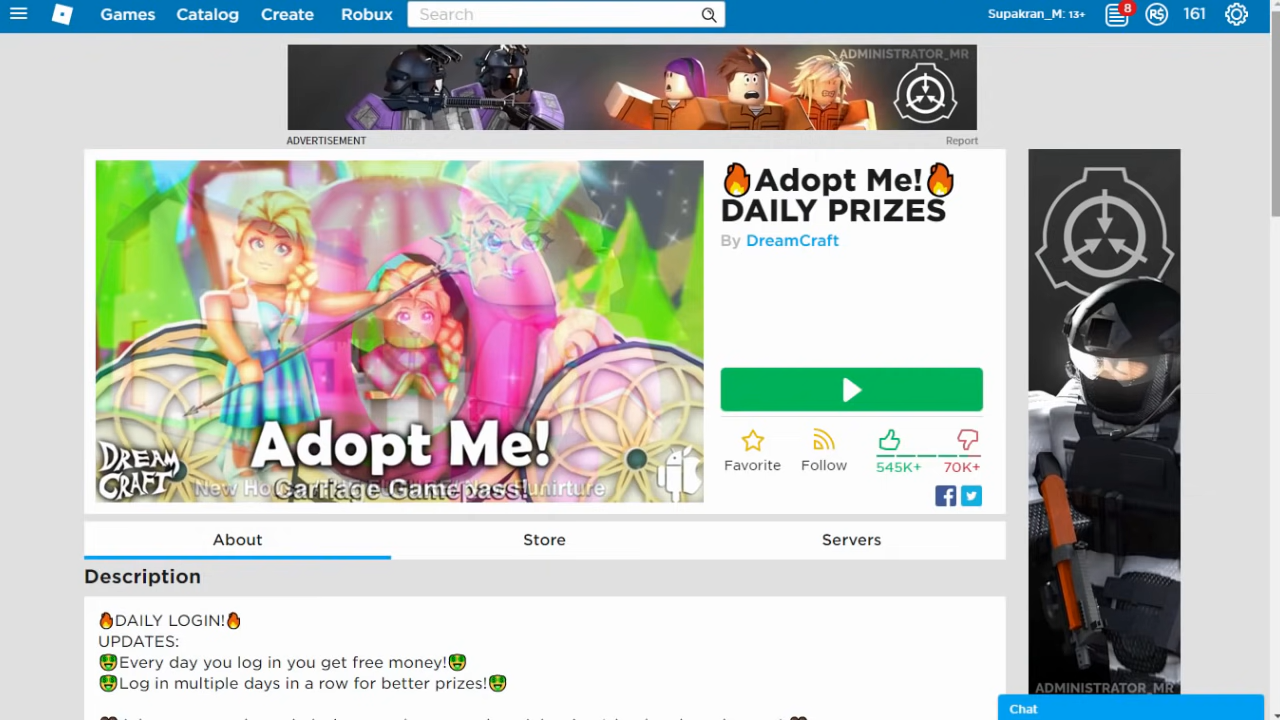 Games Catalog Create Robux Search Supakran_M: 13+ 8 R$ 161
ADMINISTRATOR_MR
ADVERTISEMENT Report
🔥Adopt Me!🔥
DAILY PRIZES
By DreamCraft
Adopt Me!
DREAM
CRAFT
Carriage Gamepass!
Favorite Follow 545K+ 70K+
About Store Servers
Description
🔥DAILY LOGIN!🔥
UPDATES:
🤑Every day you log in you get free money!🤑
🤑Log in multiple days in a row for better prizes!🤑
ADMINISTRATOR_MR
Chat